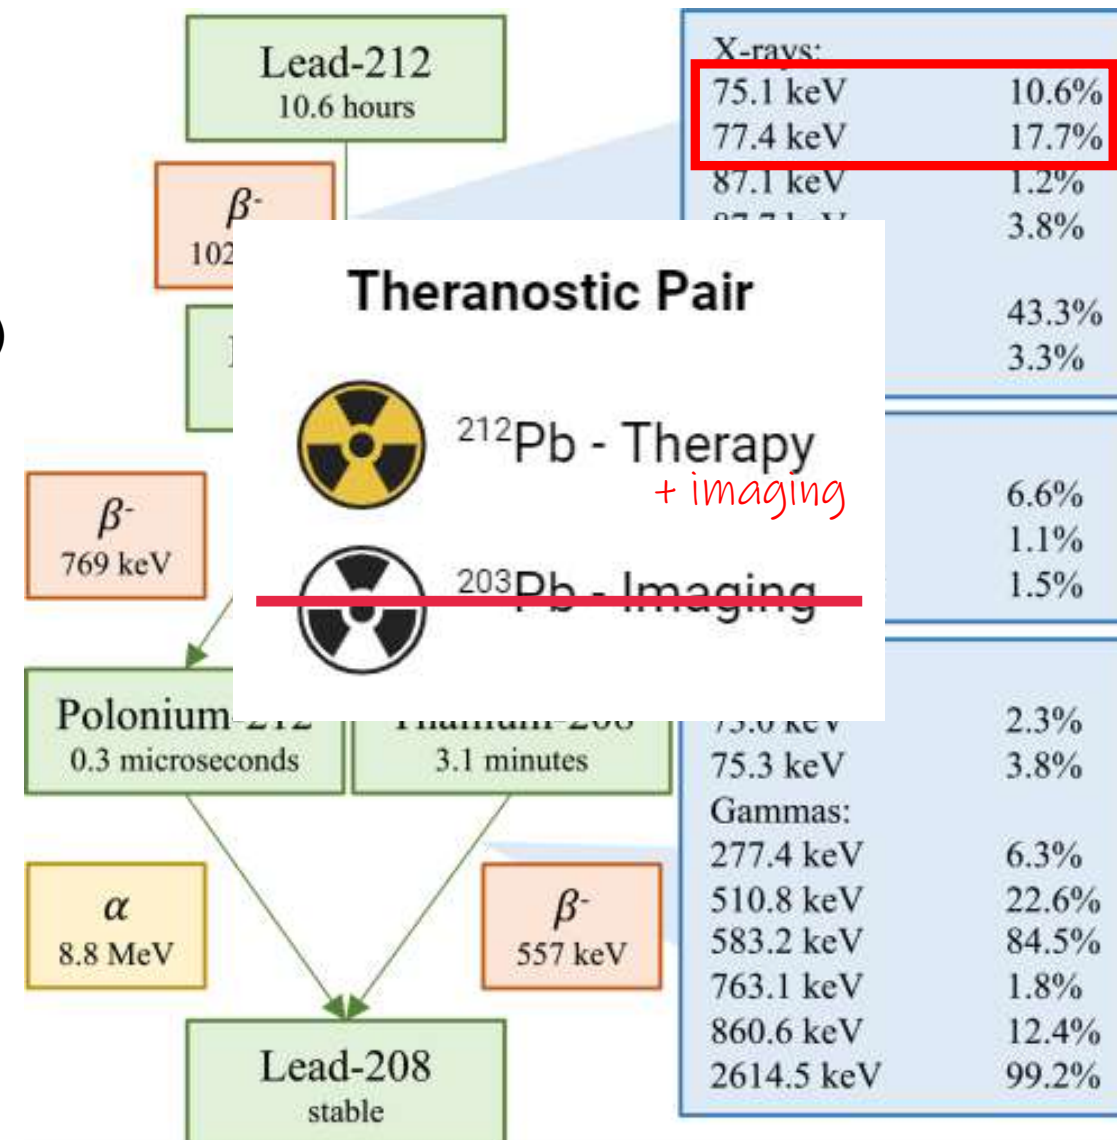 Lead-212
10.6 hours
β-
102
)
β-
769 keV
Polonium-212
0.3 microseconds
3.1 minutes
α
8.8 MeV
β-
557 keV
Lead-208
stable
Theranostic Pair
212Pb - Therapy
+ imaging
203Pb - Imaging
X-rays:
75.1 keV 10.6%
77.4 keV 17.7%
87.1 keV 1.2%
3.8%
43.3%
3.3%
6.6%
1.1%
1.5%
2.3%
75.3 keV 3.8%
Gammas:
277.4 keV 6.3%
510.8 keV 22.6%
583.2 keV 84.5%
763.1 keV 1.8%
860.6 keV 12.4%
2614.5 keV 99.2%